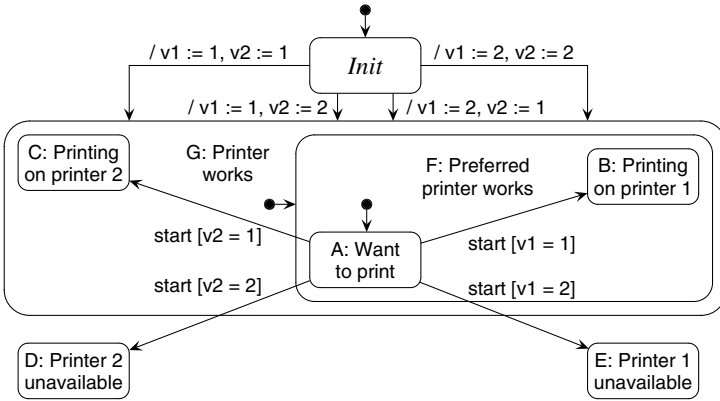 / v1 := 1, v2 := 1
Init
/ v1 := 2, v2 := 2
/ v1 := 1, v2 := 2
/ v1 := 2, v2 := 1
C: Printing
on printer 2
G: Printer
works
F: Preferred
printer works
B: Printing
on printer 1
start [v2 = 1]
A: Want
to print
start [v1 = 1]
start [v2 = 2]
start [v1 = 2]
D: Printer 2
unavailable
E: Printer 1
unavailable